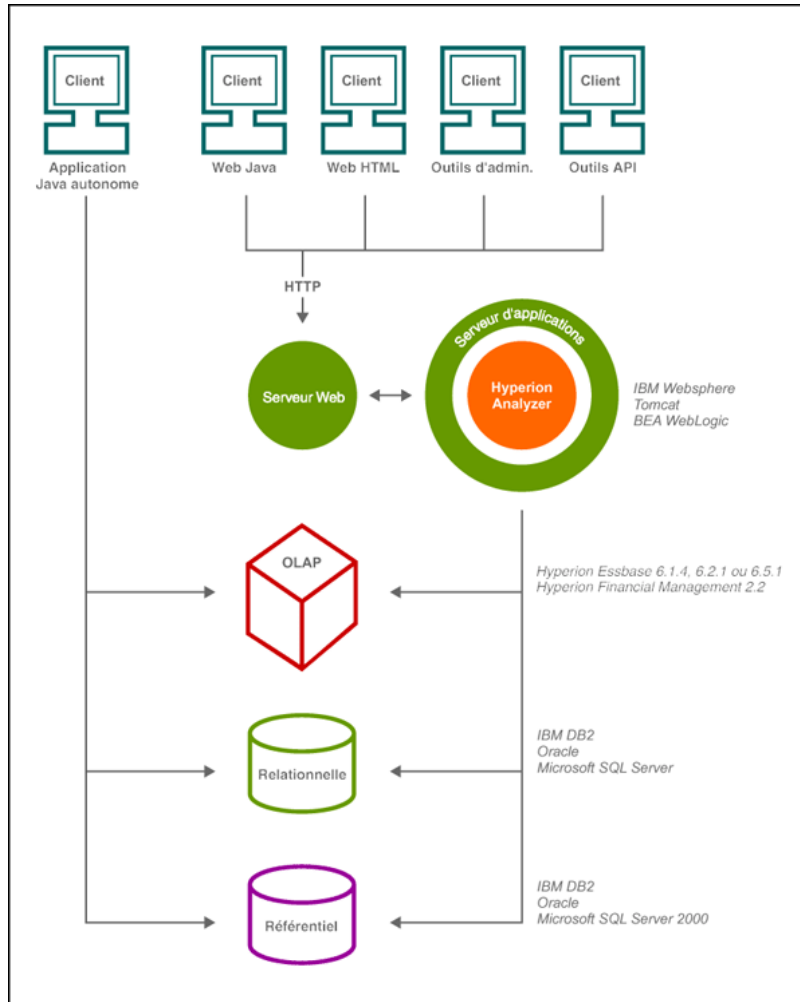 Client
Client
Client
Client
Client
Application
Java autonome
Web Java
Web HTML
Outils d'admin.
Outils API
HTTP
Serveur Web
Serveur d'applications
Hyperion
Analyzer
IBM Websphere
Tomcat
BEA WebLogic
OLAP
Hyperion Essbase 6.1.4, 6.2.1 ou 6.5.1
Hyperion Financial Management 2.2
Relationnelle
IBM DB2
Oracle
Microsoft SQL Server
Référentiel
IBM DB2
Oracle
Microsoft SQL Server 2000